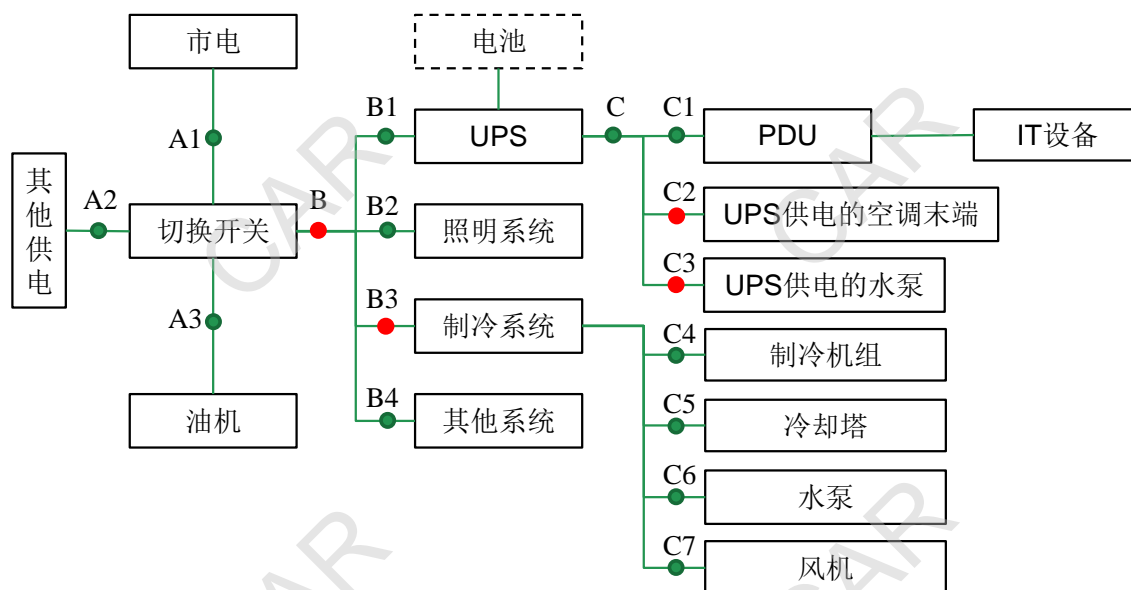 市电
电池
B1
C
C1
UPS
PDU
IT设备
A1
其他供电
A2
切换开关
B
B2
照明系统
C2
UPS供电的空调末端
C3
UPS供电的水泵
A3
B3
制冷系统
C4
制冷机组
油机
B4
其他系统
C5
冷却塔
C6
水泵
C7
风机
CAR
CAR
CAR
CAR